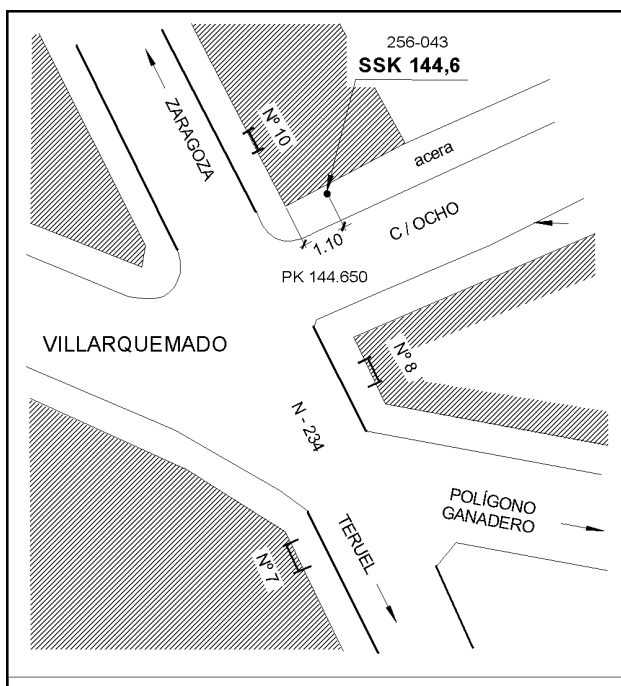 256-043
SSK 144,6
ZARAGOZA
Nº 10
acera
C/ OCHO
1.10
PK 144.650
VILLARQUEMADO
Nº 8
N - 234
POLÍGONO
GANADERO
TERUEL
Nº 7